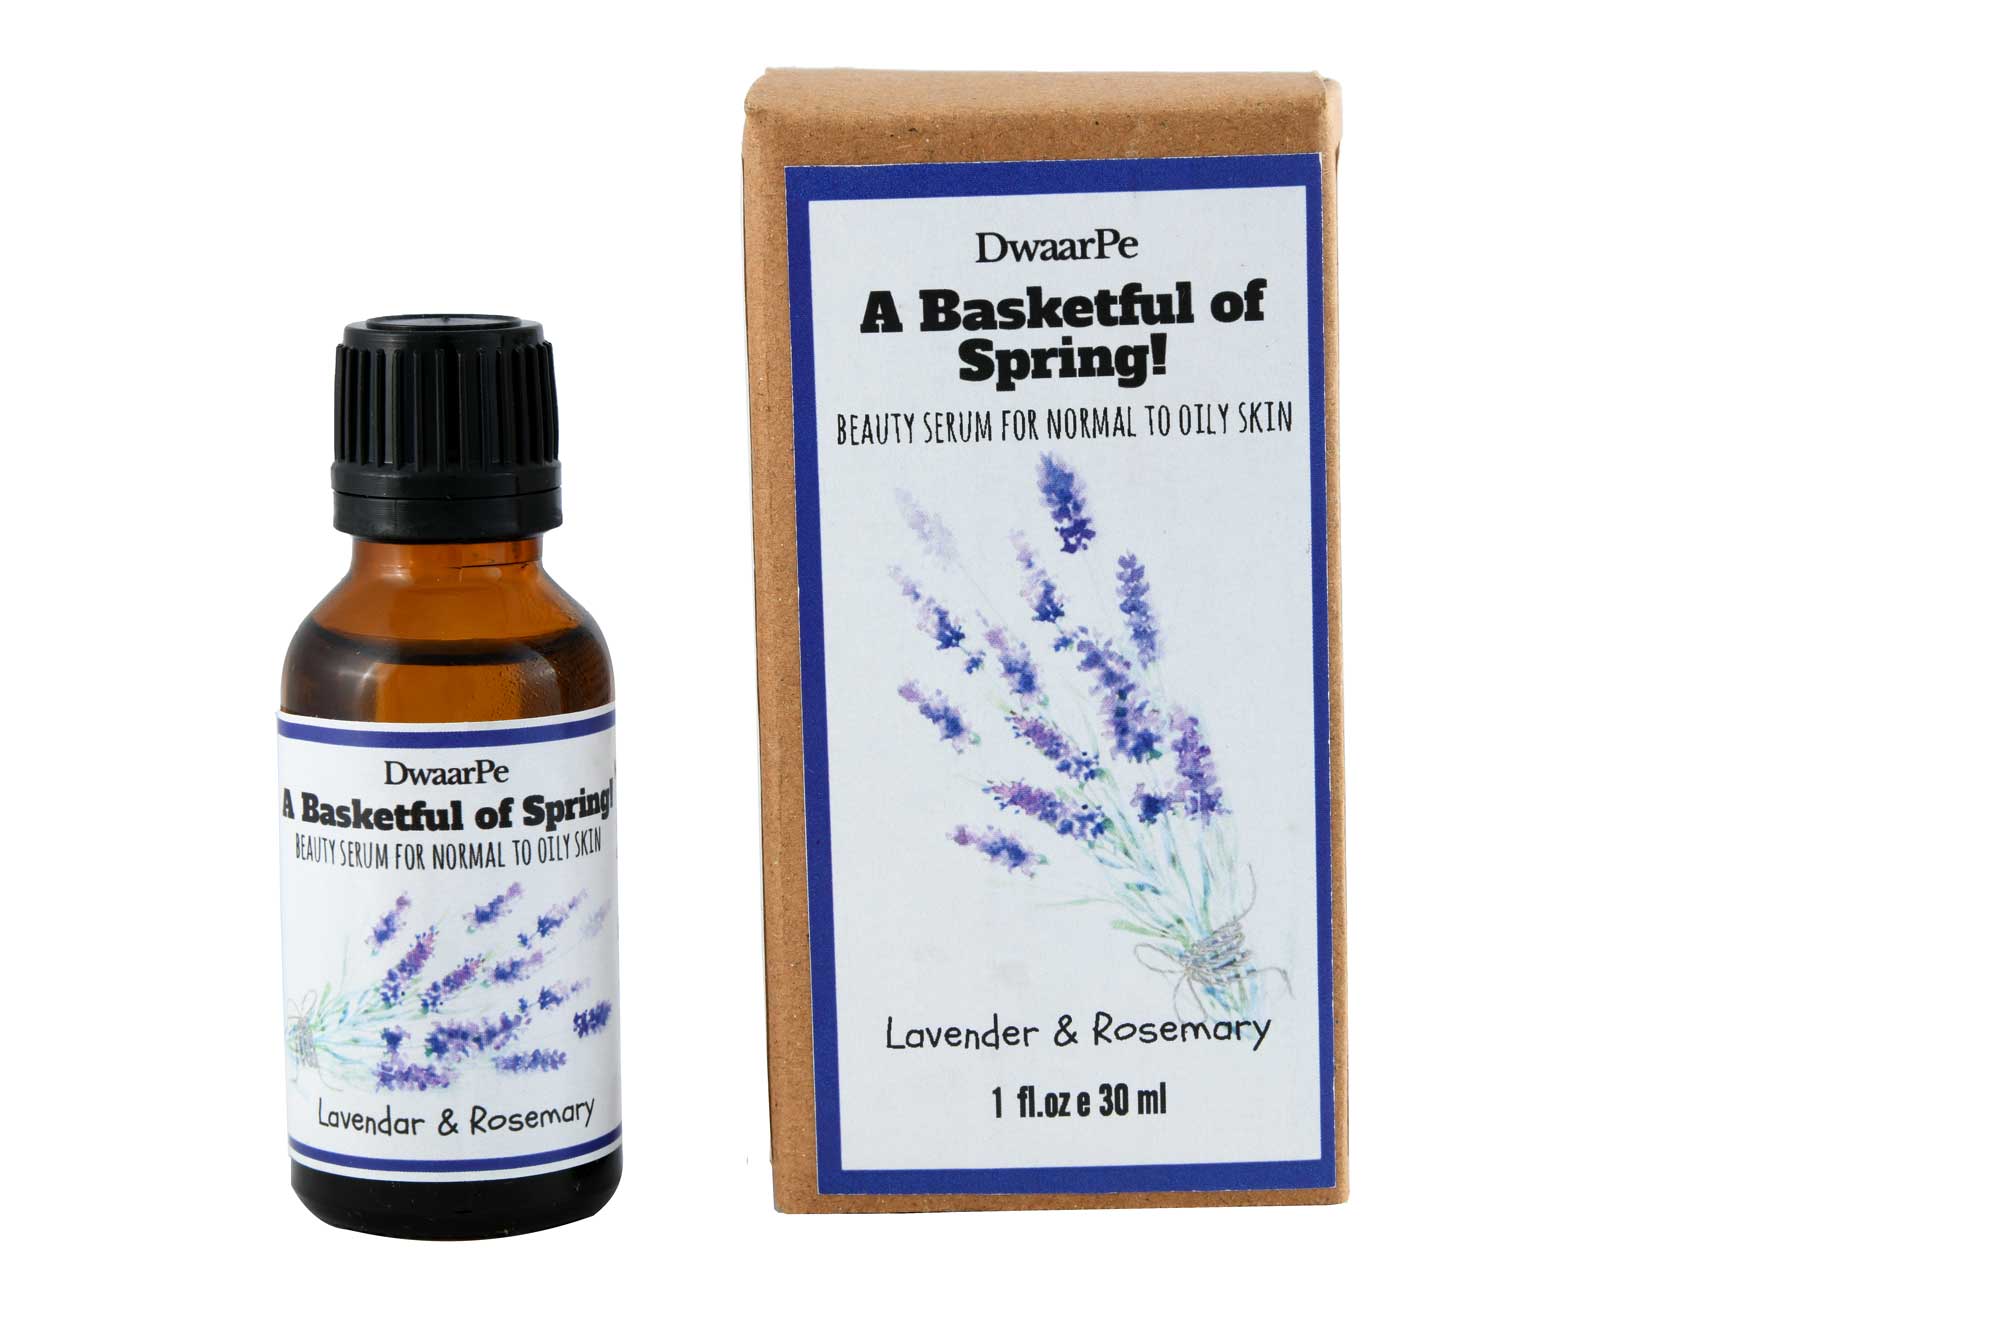 DwaarPe
A Basketful of Spring!
BEAUTY SERUM FOR NORMAL TO OILY SKIN
Lavendar & Rosemary
DwaarPe
A Basketful of
Spring!
BEAUTY SERUM FOR NORMAL TO OILY SKIN
Lavender & Rosemary
1 fl.oz e 30 ml